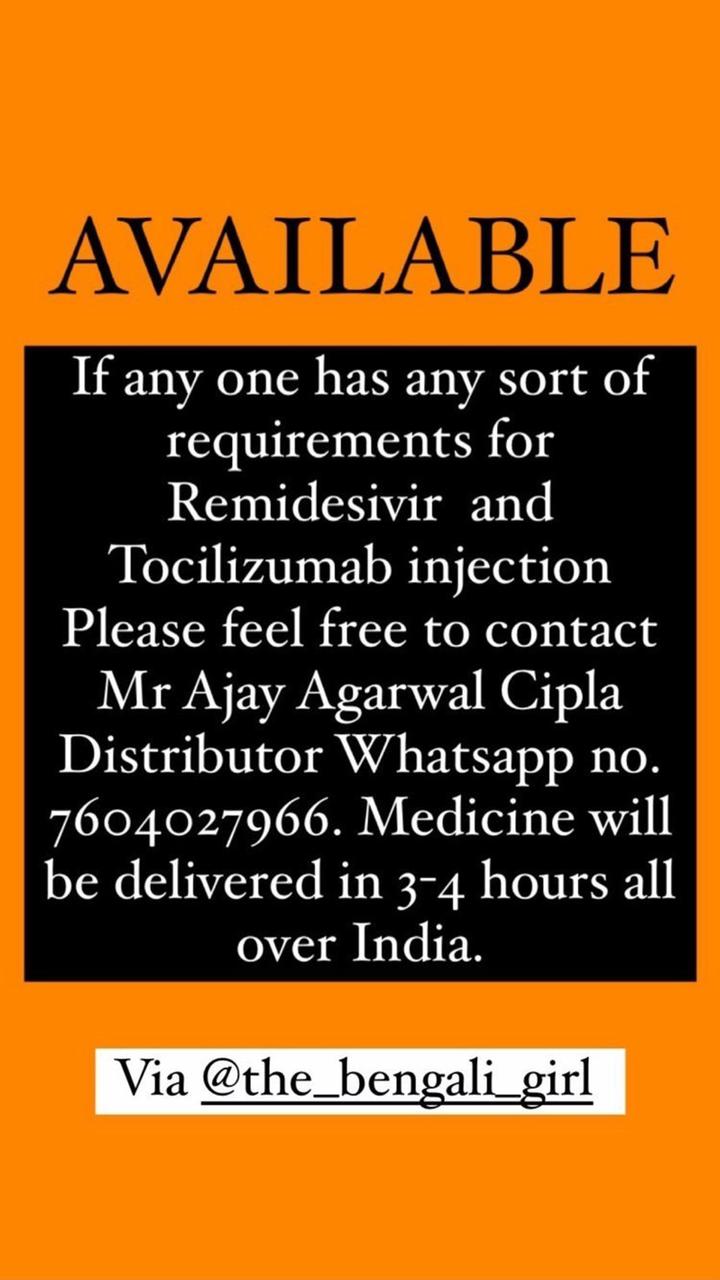 AVAILABLE
If any one has any sort of
requirements for
Remidesivir and
Tocilizumab injection
Please feel free to contact
Mr Ajay Agarwal Cipla
Distributor Whatsapp no.
7604027966. Medicine will
be delivered in 3-4 hours all
over India.
Via @the_bengali_girl